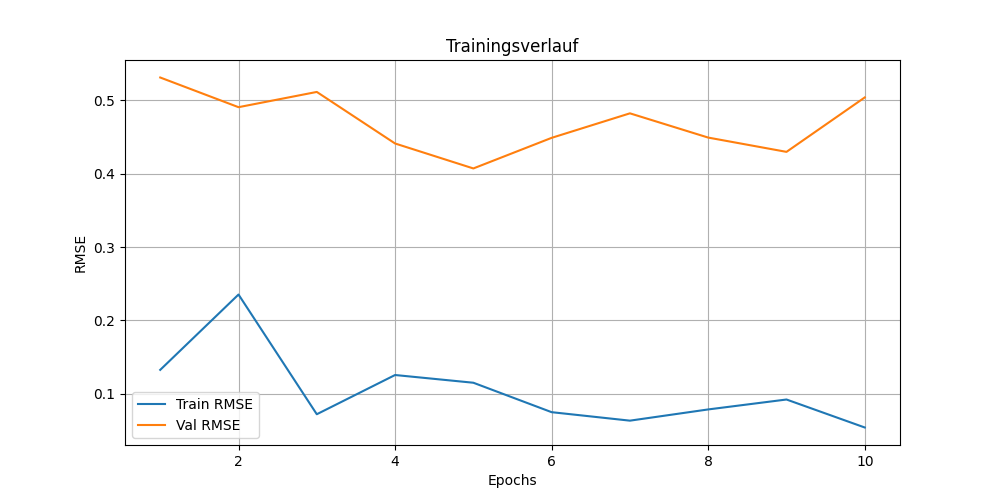 Trainingsverlauf
RMSE
0.5
0.4
0.3
0.2
0.1
Train RMSE
Val RMSE
2 4 6 8 10
Epochs